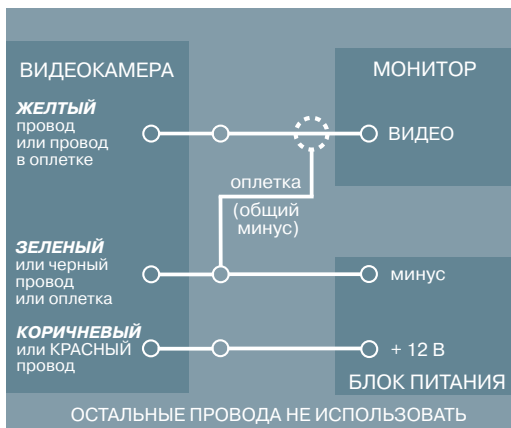 ВИДЕОКАМЕРА
МОНИТОР
ЖЕЛТЫЙ
провод
или провод
в оплетке
ВИДЕО
оплетка
(общий
минус)
ЗЕЛЕНЫЙ
или черный
провод
или оплетка
минус
КОРИЧНЕВЫЙ
или КРАСНЫЙ
провод
+ 12 В
БЛОК ПИТАНИЯ
ОСТАЛЬНЫЕ ПРОВОДА НЕ ИСПОЛЬЗОВАТЬ